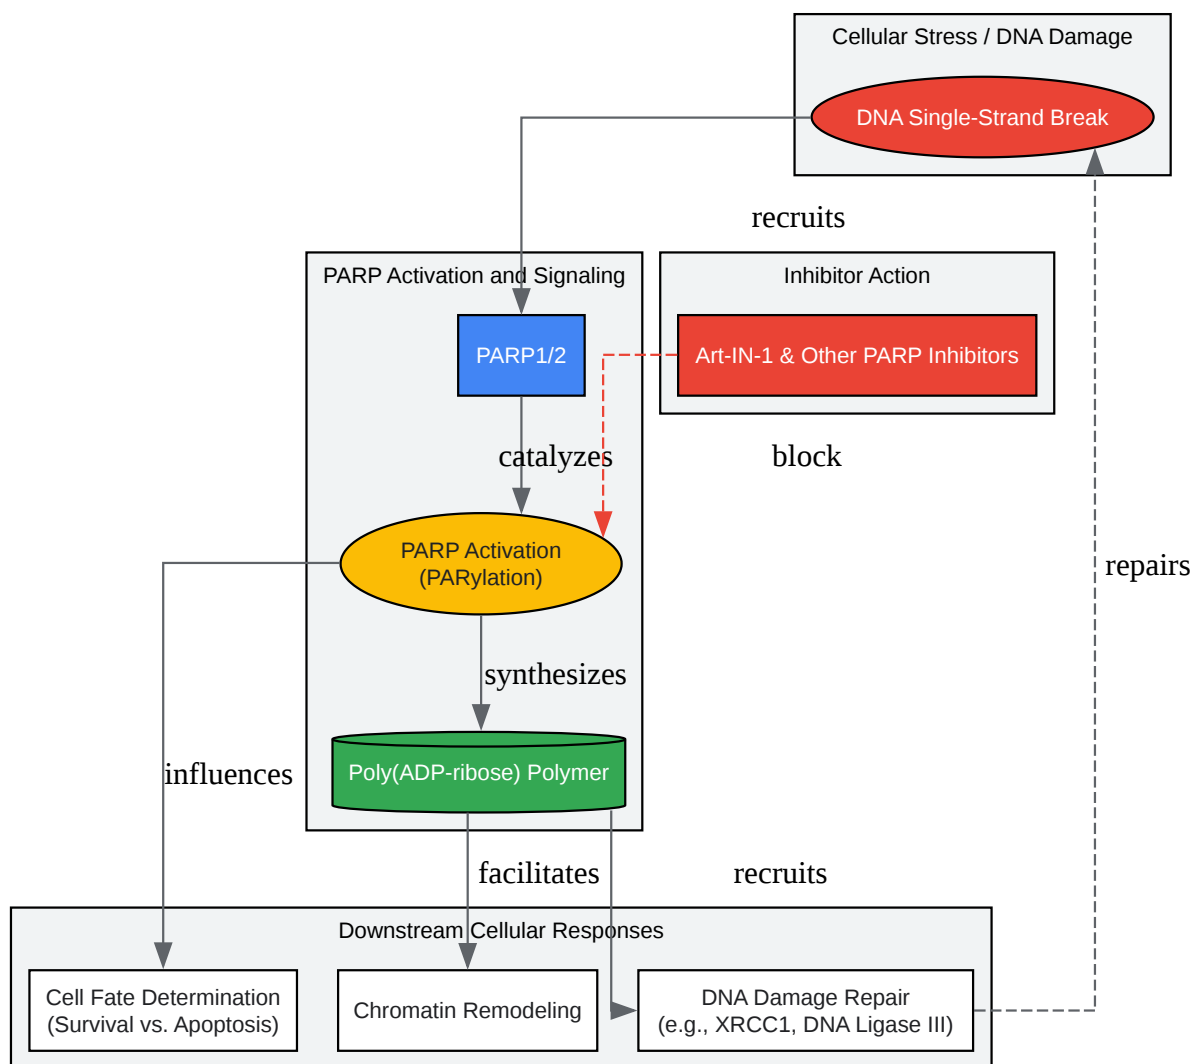 Cellular Stress / DNA Damage
DNA Single-Strand Break
recruits
PARP Activation and Signaling
Inhibitor Action
PARP1/2
Art-IN-1 & Other PARP Inhibitors
catalyzes
block
PARP Activation
(PARylation)
repairs
synthesizes
Poly(ADP-ribose) Polymer
influences
facilitates
recruits
Downstream Cellular Responses
Cell Fate Determination
(Survival vs. Apoptosis)
Chromatin Remodeling
DNA Damage Repair
(e.g., XRCC1, DNA Ligase III)